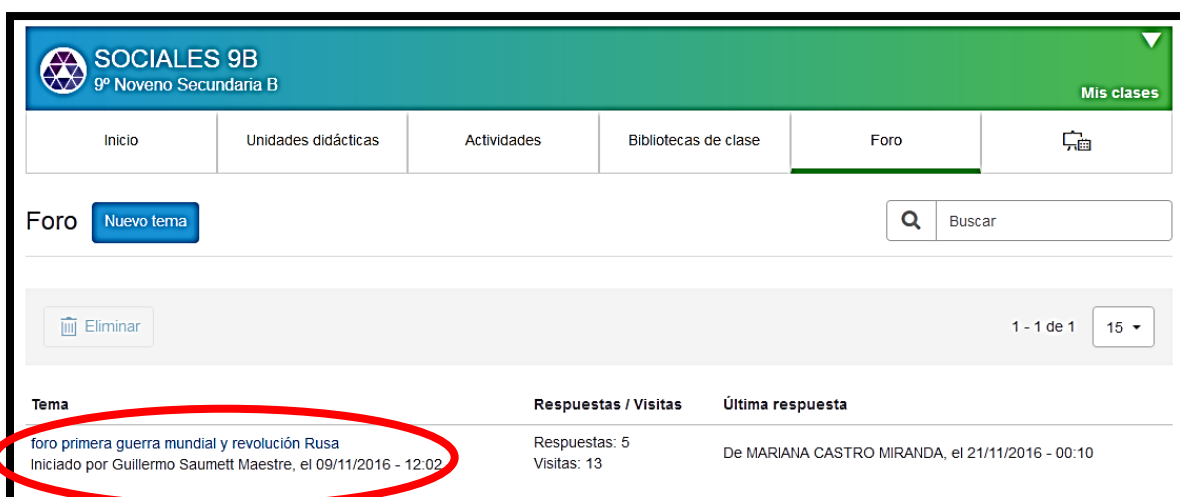 SOCIALES 9B
9º Noveno Secundaria B
Mis clases
Inicio
Unidades didácticas
Actividades
Bibliotecas de clase
Foro
Foro
Nuevo tema
Buscar
Eliminar
1 - 1 de 1
15
Tema
Respuestas / Visitas
Última respuesta
foro primera guerra mundial y revolución Rusa
Iniciado por Guillermo Saumett Maestre, el 09/11/2016 - 12:02
Respuestas: 5
Visitas: 13
De MARIANA CASTRO MIRANDA, el 21/11/2016 - 00:10